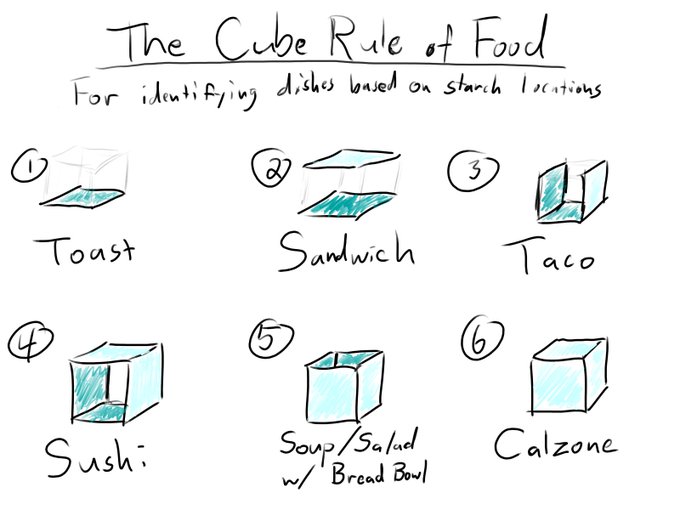 The Cube Rule of Food
For identifying dishes based on starch locations
1 Toast
2 Sandwich
3 Taco
4 Sushi
5 Soup/Salad
w/ Bread Bowl
6 Calzone